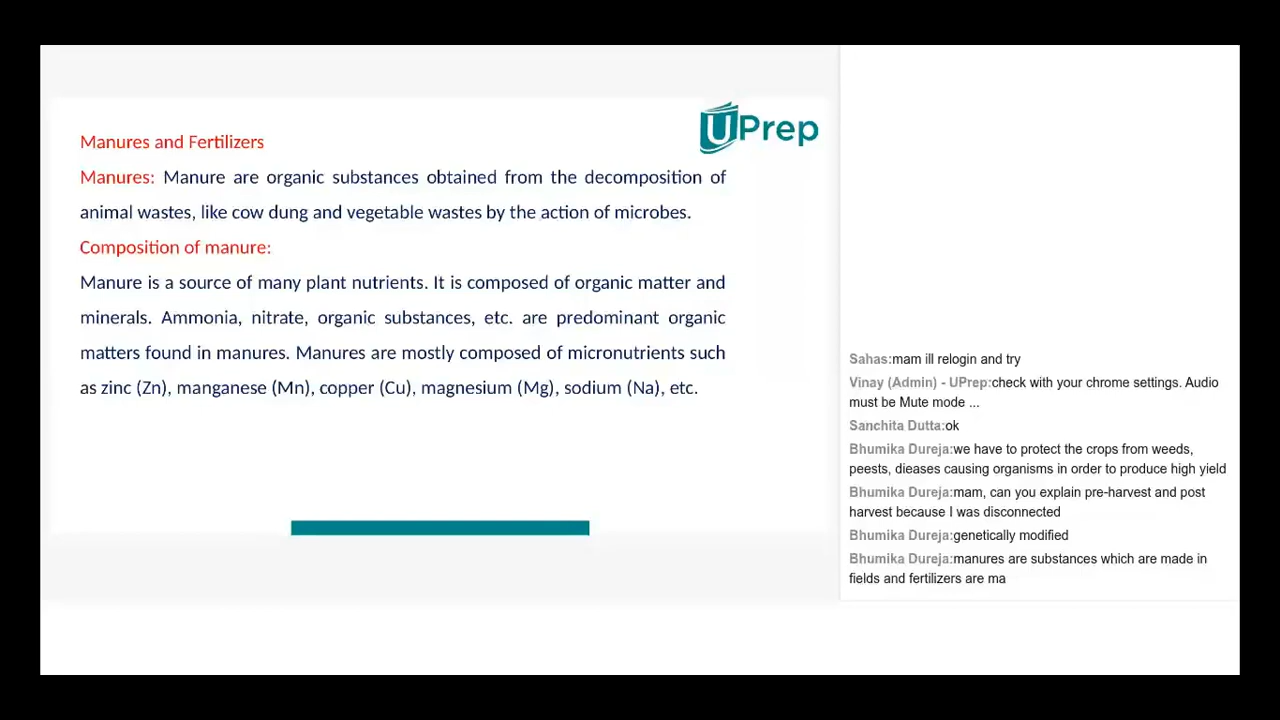 UPrep
Manures and Fertilizers
Manures: Manure are organic substances obtained from the decomposition of
animal wastes, like cow dung and vegetable wastes by the action of microbes.
Composition of manure:
Manure is a source of many plant nutrients. It is composed of organic matter and
minerals. Ammonia, nitrate, organic substances, etc. are predominant organic
matters found in manures. Manures are mostly composed of micronutrients such
as zinc (Zn), manganese (Mn), copper (Cu), magnesium (Mg), sodium (Na), etc.
Sahas:mam ill relogin and try
Vinay (Admin) - UPrep:check with your chrome settings. Audio
must be Mute mode ...
Sanchita Dutta:ok
Bhumika Dureja:we have to protect the crops from weeds,
peests, dieases causing organisms in order to produce high yield
Bhumika Dureja:mam, can you explain pre-harvest and post
harvest because I was disconnected
Bhumika Dureja:genetically modified
Bhumika Dureja:manures are substances which are made in
fields and fertilizers are ma